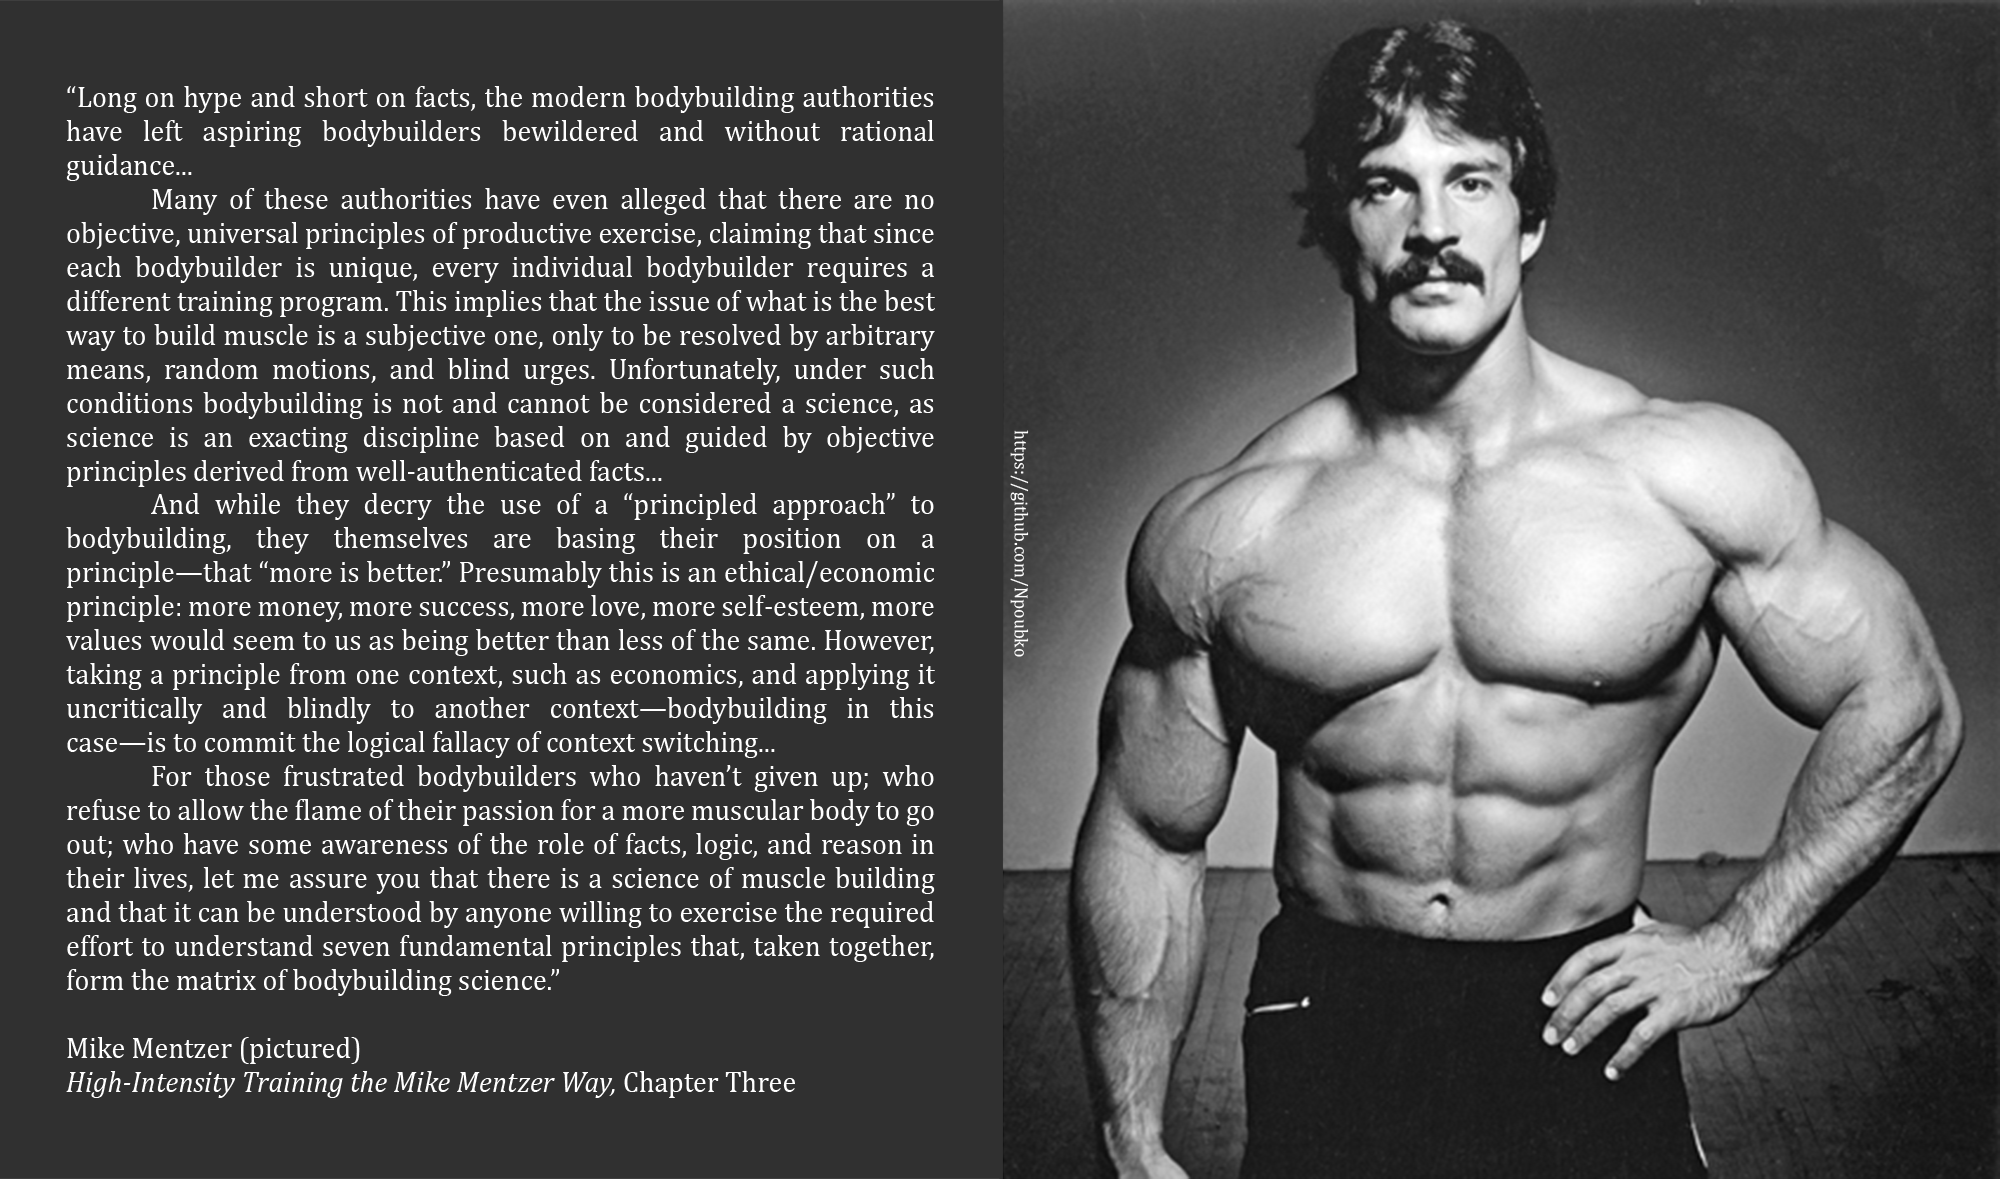 “Long on hype and short on facts, the modern bodybuilding authorities
have left aspiring bodybuilders bewildered and without rational
guidance...
Many of these authorities have even alleged that there are no
objective, universal principles of productive exercise, claiming that since
each bodybuilder is unique, every individual bodybuilder requires a
different training program. This implies that the issue of what is the best
way to build muscle is a subjective one, only to be resolved by arbitrary
means, random motions, and blind urges. Unfortunately, under such
conditions bodybuilding is not and cannot be considered a science, as
science is an exacting discipline based on and guided by objective
principles derived from well-authenticated facts...
And while they decry the use of a “principled approach” to
bodybuilding, they themselves are basing their position on a
principle—that “more is better.” Presumably this is an ethical/economic
principle: more money, more success, more love, more self-esteem, more
values would seem to us as being better than less of the same. However,
taking a principle from one context, such as economics, and applying it
uncritically and blindly to another context—bodybuilding in this
case—is to commit the logical fallacy of context switching...
For those frustrated bodybuilders who haven’t given up; who
refuse to allow the flame of their passion for a more muscular body to go
out; who have some awareness of the role of facts, logic, and reason in
their lives, let me assure you that there is a science of muscle building
and that it can be understood by anyone willing to exercise the required
effort to understand seven fundamental principles that, taken together,
form the matrix of bodybuilding science.”
Mike Mentzer (pictured)
High-Intensity Training the Mike Mentzer Way, Chapter Three
https://github.com/Npoubko